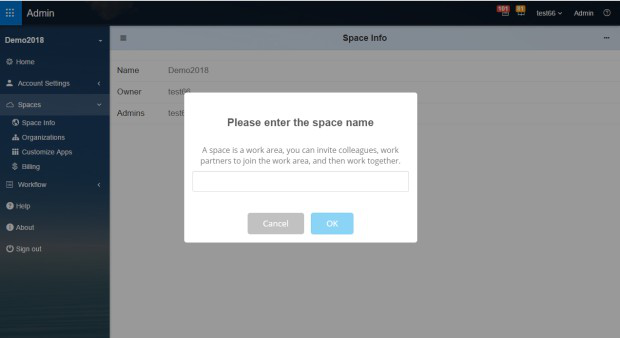 Admin
101
81
test66
Admin
Demo2018
Space Info
Home
Account Settings
Spaces
Space Info
Organizations
Customize Apps
Billing
Workflow
Help
About
Sign out
Name Demo2018
Owner test66
Admins
Please enter the space name
A space is a work area, you can invite colleagues, work
partners to join the work area, and then work together.
Cancel OK